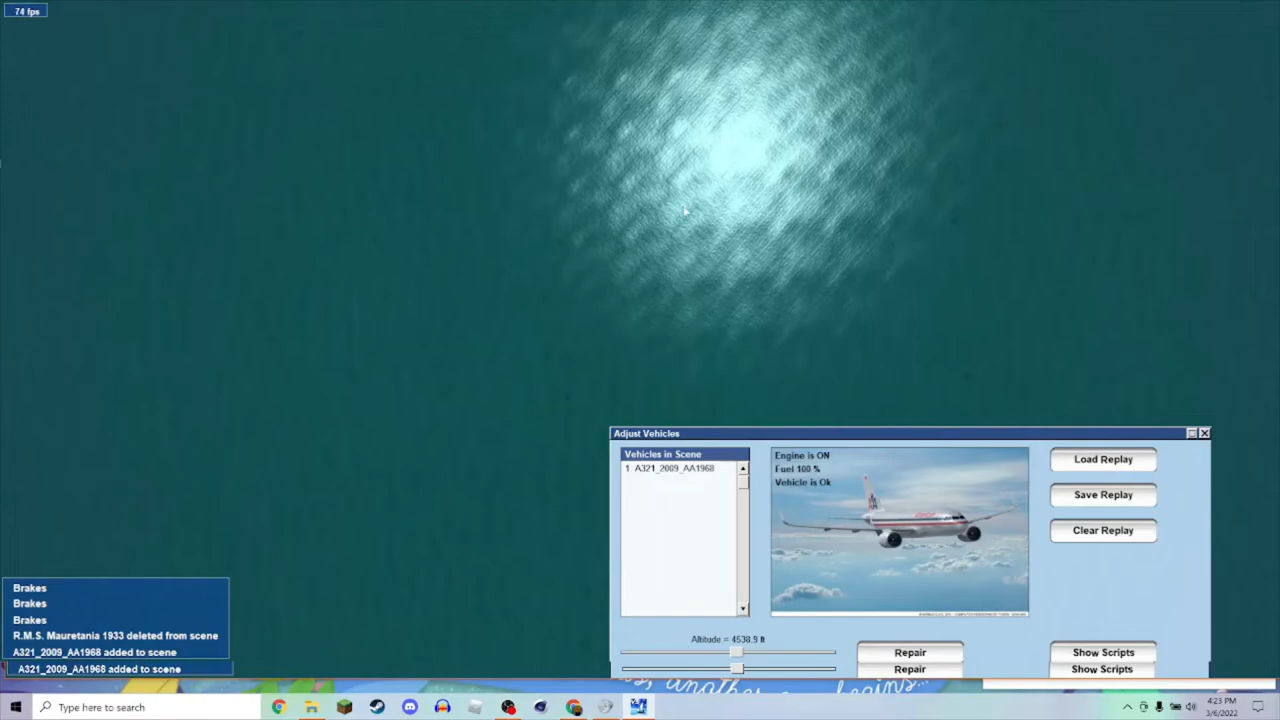 74 fps
Adjust Vehicles
Vehicles in Scene
1 A321_2009_AA1968
Engine is ON
Fuel 100 %
Vehicle is Ok
Load Replay
Save Replay
Clear Replay
Brakes
Brakes
Brakes
R.M.S. Mauretania 1933 deleted from scene
A321_2009_AA1968 added to scene
A321_2009_AA1968 added to scene
Altitude = 4538.9 ft
Repair
Show Scripts
Repair
Show Scripts
another
begins...
Type here to search
4:23 PM
3/6/2022